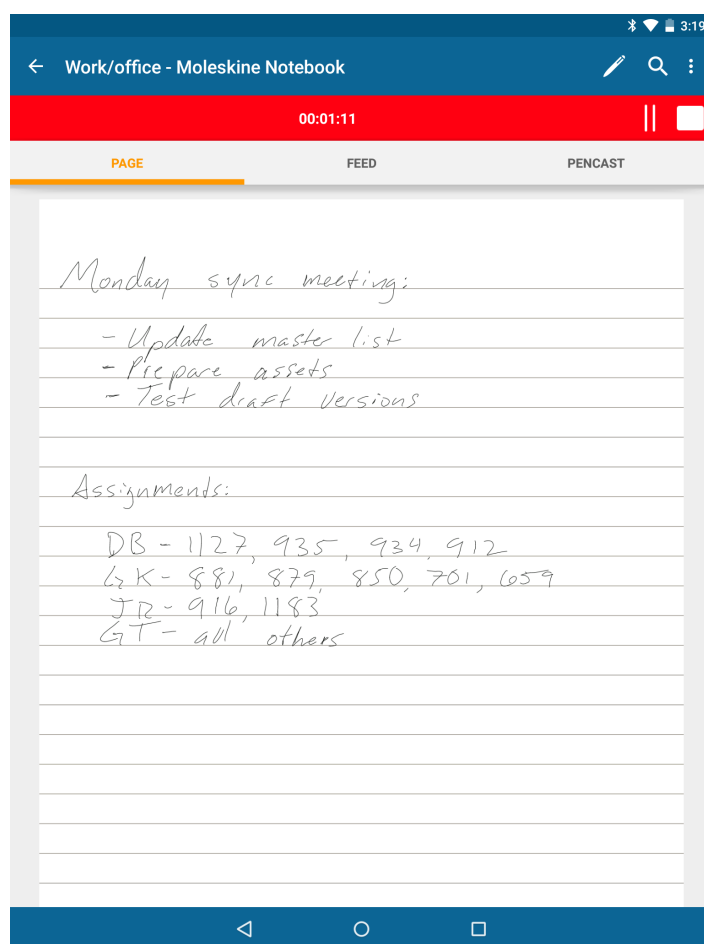 3:19
Work/office - Moleskine Notebook
00:01:11
PAGE FEED PENCAST
Monday sync meeting:
- Update master list
- Prepare assets
- Test draft versions
Assignments:
DB - 1127, 935, 934, 912
GK - 881, 879, 850, 701, 659
JR - 916, 1183
GT - all others